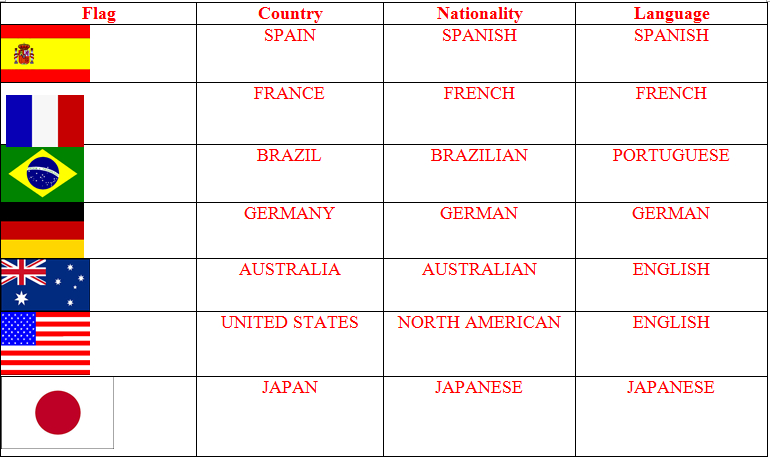 Flag Country Nationality Language
SPAIN SPANISH SPANISH
FRANCE FRENCH FRENCH
BRAZIL BRAZILIAN PORTUGUESE
GERMANY GERMAN GERMAN
AUSTRALIA AUSTRALIAN ENGLISH
UNITED STATES NORTH AMERICAN ENGLISH
JAPAN JAPANESE JAPANESE